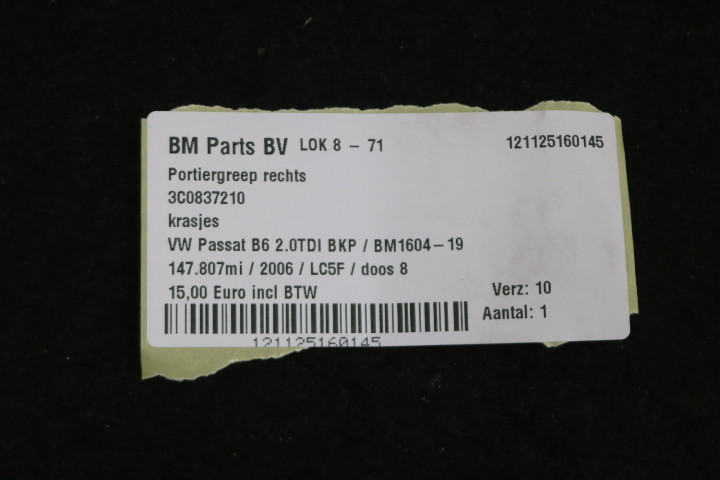 BM Parts BV LOK 8 - 71 121125160145
Portiergreep rechts
3C0837210
krasjes
VW Passat B6 2.0TDI BKP / BM1604-19
147.807mi / 2006 / LC5F / doos 8
15,00 Euro incl BTW Verz: 10
Aantal: 1
121125160145